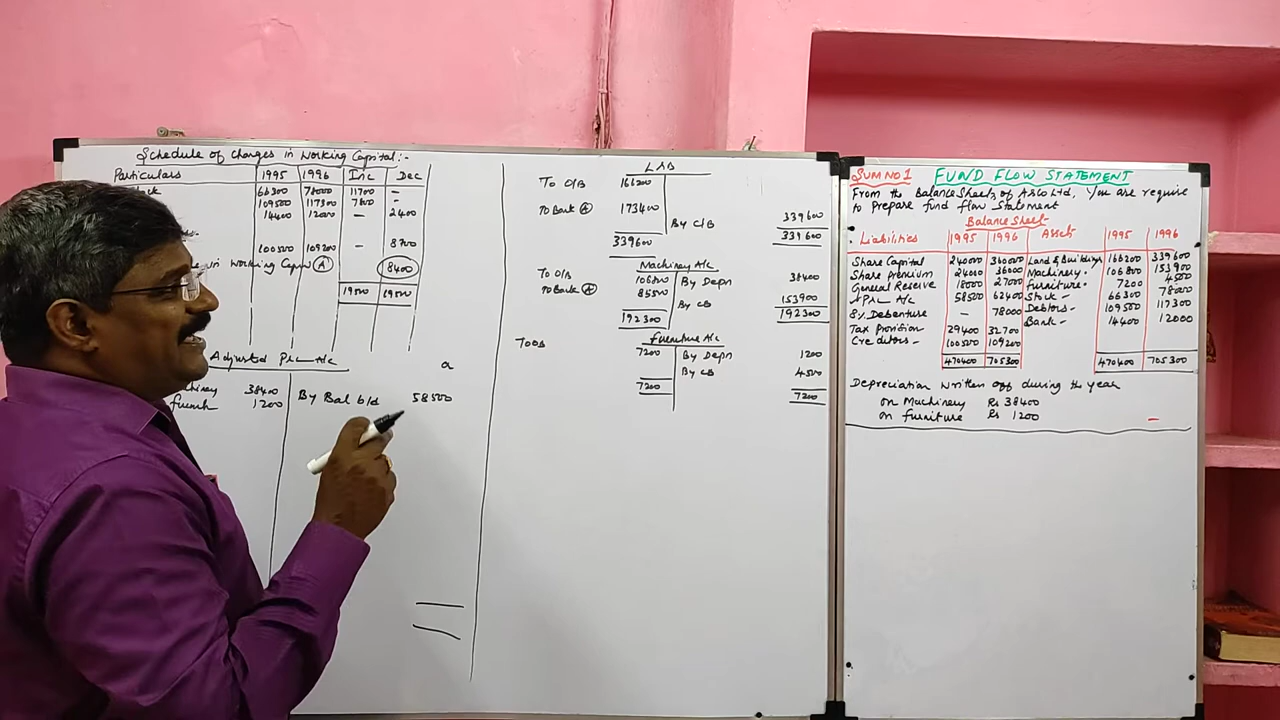 Schedule of Changes in Working Capital:-
Particulars 1995 1996 Inc Dec
66300 78000 11700 -
109500 117300 7800 -
14400 12000 - 2400
100500 109200 - 8700
in Working Capital (A) 8400
19500 19500
Adjusted P&L A/c
a
38400 By Bal b/d 58500
1200
L & B
To O/B 166200
To Bank (A) 173400
By C/B 339600
339600 339600
Machinery A/c
To O/B 106800 By Depn 38400
To Bank (A) 85500
By CB 153900
192300 192300
Furniture A/c
To OB 7200 By Depn 1200
By CB 4500
7200 7200
SUM NO 1 FUND FLOW STATEMENT
From the Balance Sheets of A & Co Ltd, You are require
to prepare fund flow Statement
Balance Sheet
Liabilities 1995 1996 Assets 1995 1996
Share Capital 240000 360000 Land & Buildings 166200 339600
Share premium 24000 36000 Machinery 106800 153900
General Reserve 18000 27000 Furniture 7200 4500
P&L A/c 58500 62400 Stock 66300 78000
8% Debenture - 78000 Debtors 109500 117300
Tax Provision 29400 32700 Bank 14400 12000
Creditors 100500 109200
470400 705300 470400 705300
Depreciation written off during the year
on Machinery Rs 38400
on Furniture Rs 1200